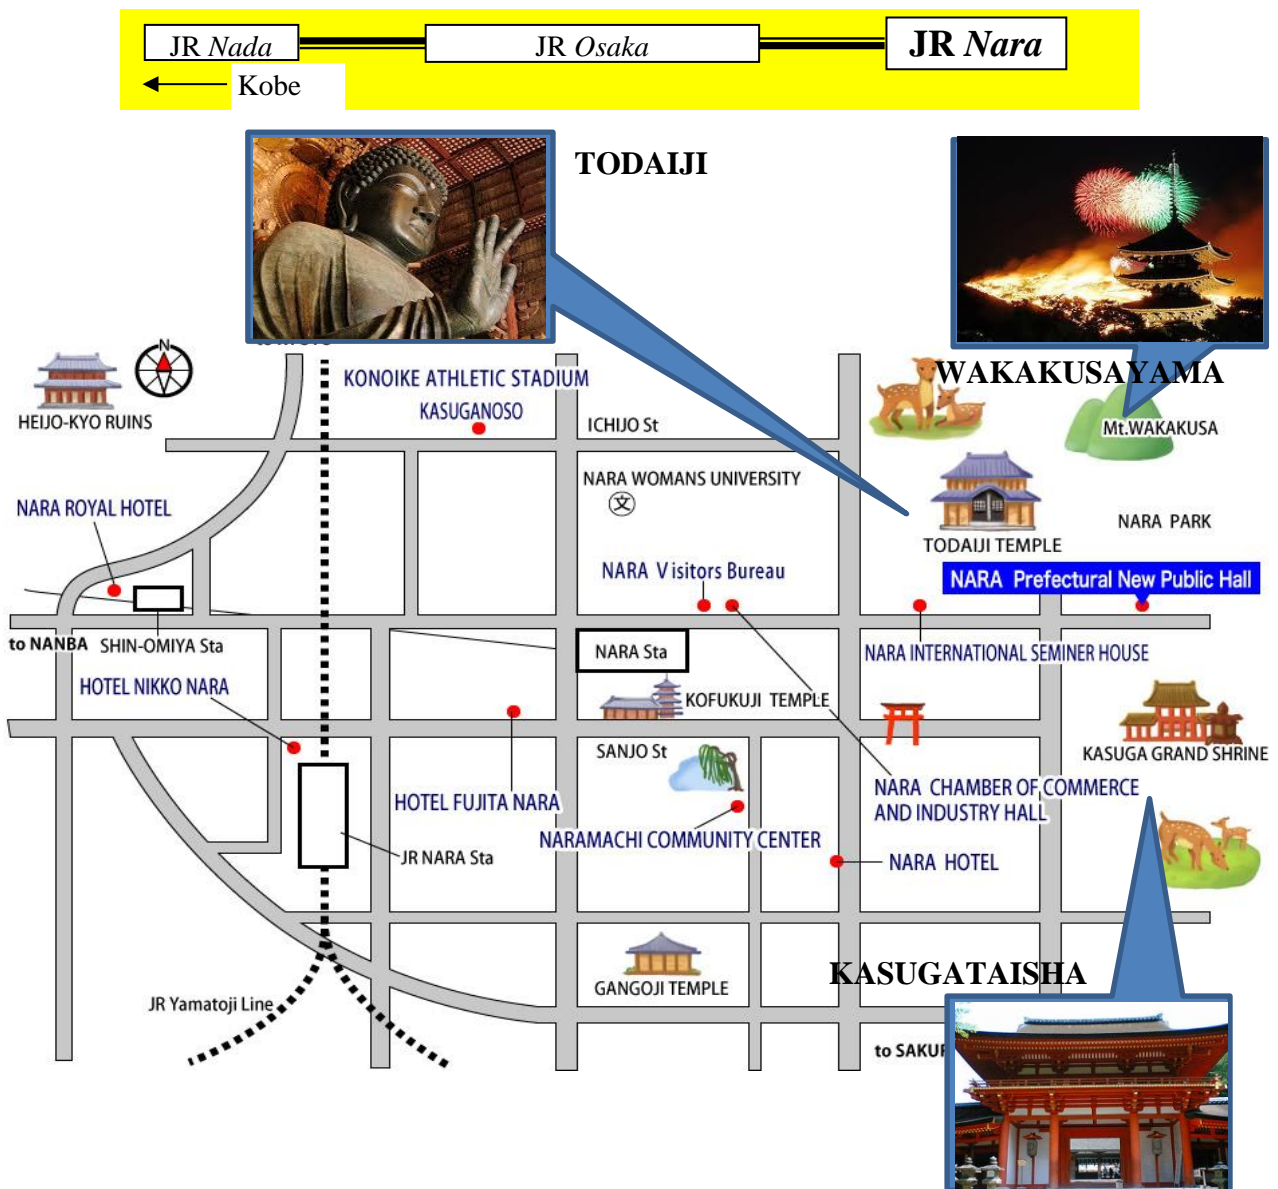 JR Nada
JR Osaka
JR Nara
Kobe
TODAIJI
WAKAKUSAYAMA
N
HEIJO-KYO RUINS
KONOIKE ATHLETIC STADIUM
KASUGANOSO
ICHIJO St
Mt.WAKAKUSA
NARA WOMANS UNIVERSITY
文
NARA ROYAL HOTEL
NARA PARK
TODAIJI TEMPLE
NARA Visitors Bureau
NARA Prefectural New Public Hall
to NANBA
SHIN-OMIYA Sta
NARA Sta
NARA INTERNATIONAL SEMINER HOUSE
HOTEL NIKKO NARA
KOFUKUJI TEMPLE
SANJO St
KASUGA GRAND SHRINE
HOTEL FUJITA NARA
NARA CHAMBER OF COMMERCE
AND INDUSTRY HALL
NARAMACHI COMMUNITY CENTER
JR NARA Sta
NARA HOTEL
KASUGATAISHA
GANGOJI TEMPLE
JR Yamatoji Line
to SAKUR